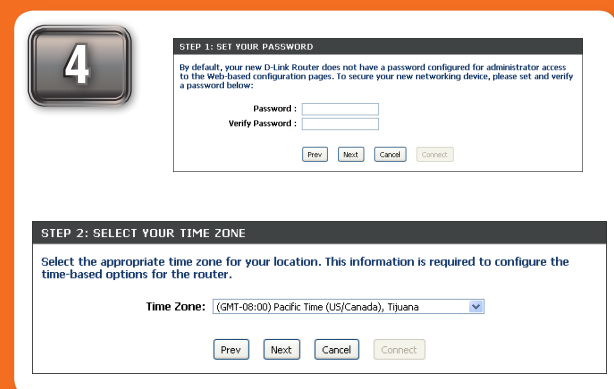 4
STEP 1: SET YOUR PASSWORD
By default, your new D-Link Router does not have a password configured for administrator access
to the Web-based configuration pages. To secure your new networking device, please set and verify
a password below:
Password :
Verify Password :
Prev Next Cancel Connect
STEP 2: SELECT YOUR TIME ZONE
Select the appropriate time zone for your location. This information is required to configure the
time-based options for the router.
Time Zone: (GMT-08:00) Pacific Time (US/Canada), Tijuana
Prev Next Cancel Connect